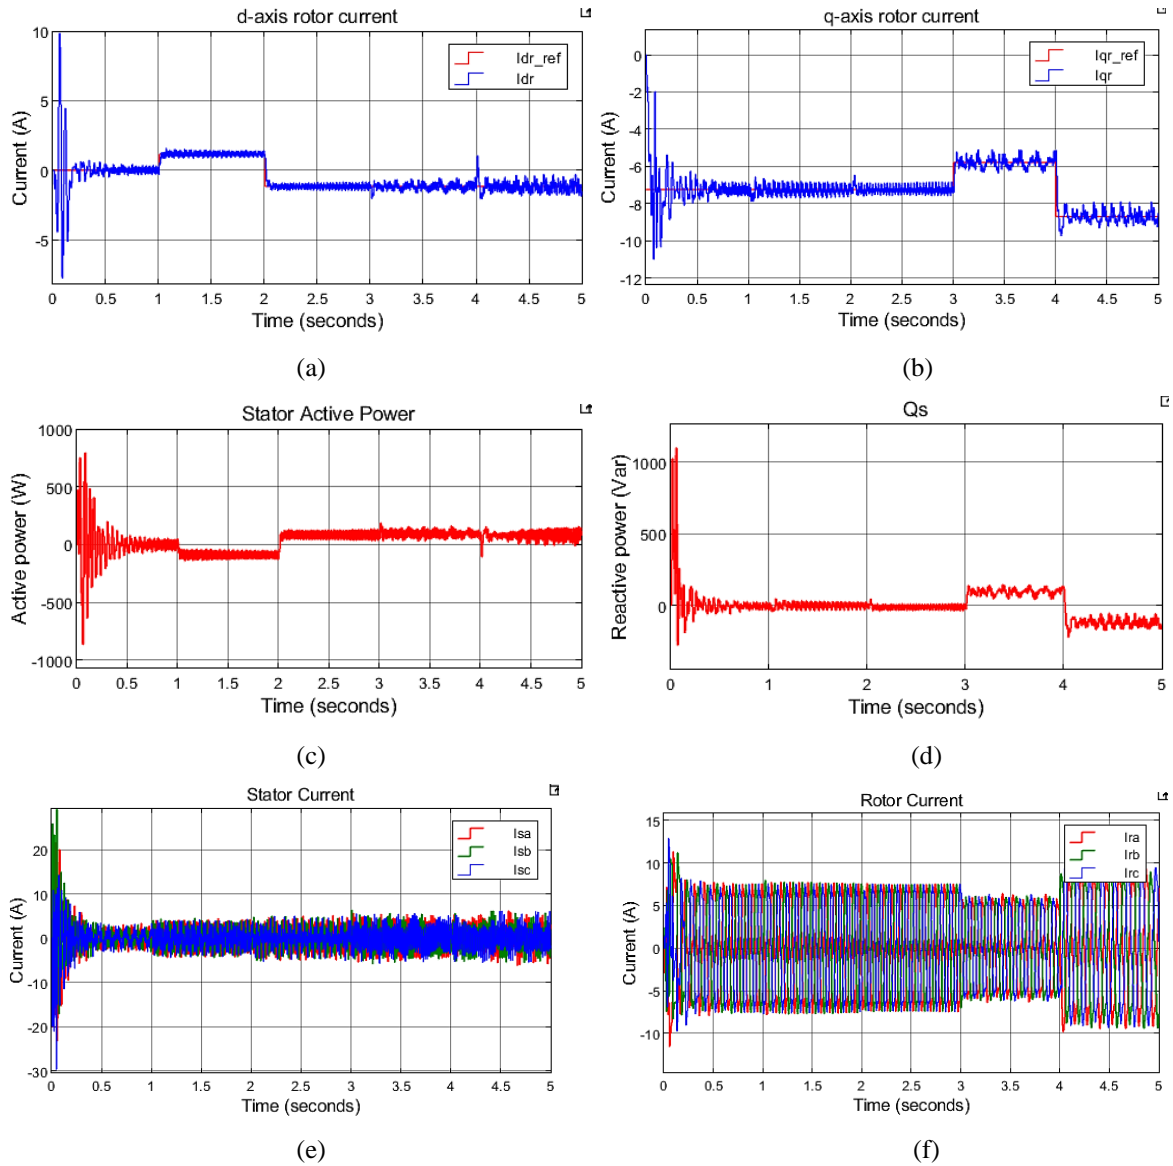 d-axis rotor current
Idr_ref
Idr
Current (A)
10
5
0
-5
0 0.5 1 1.5 2 2.5 3 3.5 4 4.5 5
Time (seconds)
(a)
q-axis rotor current
Iqr_ref
Iqr
Current (A)
0
-2
-4
-6
-8
-10
-12
0 0.5 1 1.5 2 2.5 3 3.5 4 4.5 5
Time (seconds)
(b)
Stator Active Power
Active power (W)
1000
500
0
-500
-1000
0 0.5 1 1.5 2 2.5 3 3.5 4 4.5 5
Time (seconds)
(c)
Qs
Reactive power (Var)
1000
500
0
0 1 2 3 4 5
Time (seconds)
(d)
Stator Current
Isa
Isb
Isc
Current (A)
20
10
0
-10
-20
-30
0 0.5 1 1.5 2 2.5 3 3.5 4 4.5 5
Time (seconds)
(e)
Rotor Current
Ira
Irb
Irc
Current (A)
15
10
5
0
-5
-10
0 0.5 1 1.5 2 2.5 3 3.5 4 4.5 5
Time (seconds)
(f)